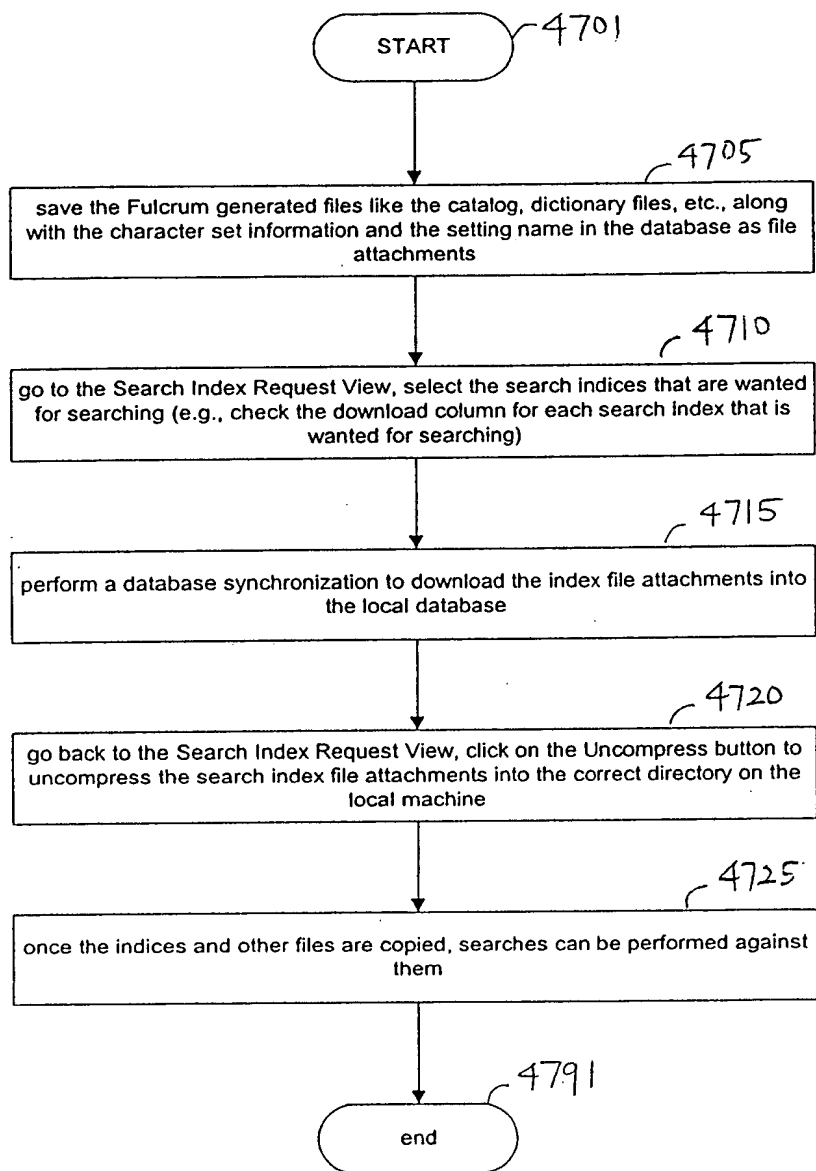 START
4701
4705
save the Fulcrum generated files like the catalog, dictionary files, etc., along
with the character set information and the setting name in the database as file
attachments
4710
go to the Search Index Request View, select the search indices that are wanted
for searching (e.g., check the download column for each search index that is
wanted for searching)
4715
perform a database synchronization to download the index file attachments into
the local database
4720
go back to the Search Index Request View, click on the Uncompress button to
uncompress the search index file attachments into the correct directory on the
local machine
4725
once the indices and other files are copied, searches can be performed against
them
4791
end